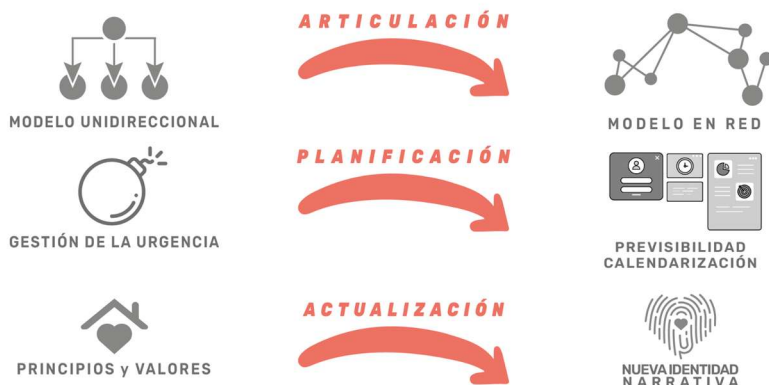 ARTICULACIÓN
MODELO UNIDIRECCIONAL
MODELO EN RED
PLANIFICACIÓN
GESTIÓN DE LA URGENCIA
PREVISIBILIDAD
CALENDARIZACIÓN
ACTUALIZACIÓN
PRINCIPIOS y VALORES
NUEVA IDENTIDAD
NARRATIVA